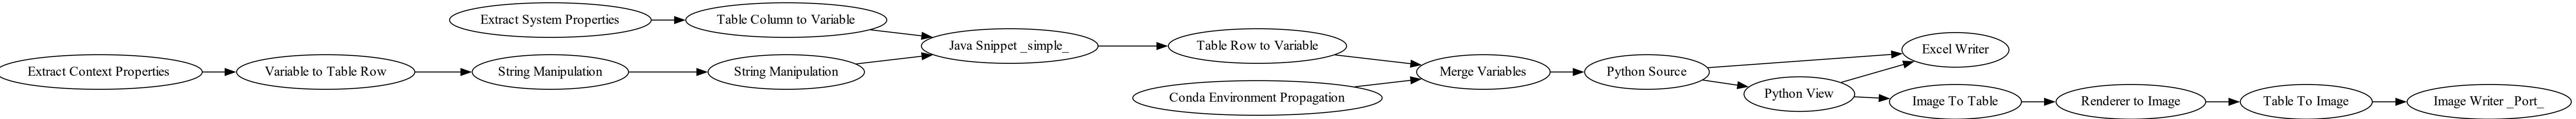 Extract System Properties
Table Column to Variable
Extract Context Properties
Variable to Table Row
String Manipulation
String Manipulation
Java Snippet _simple_
Table Row to Variable
Conda Environment Propagation
Merge Variables
Python Source
Excel Writer
Python View
Image To Table
Renderer to Image
Table To Image
Image Writer _Port_